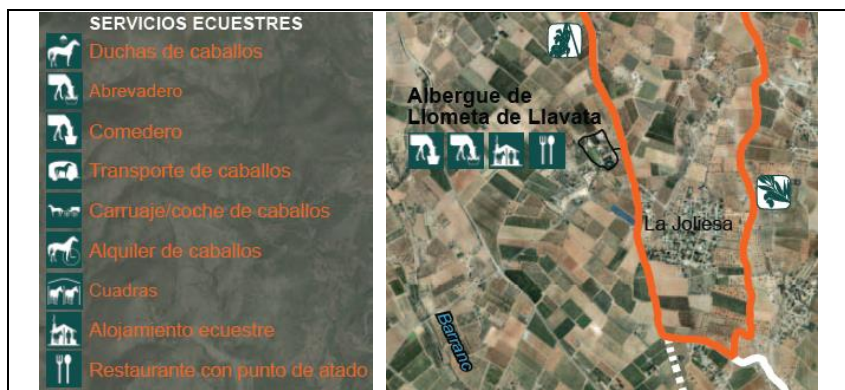 SERVICIOS ECUESTRES
Duchas de caballos
Abrevadero
Comedero
Transporte de caballos
Carruaje/coche de caballos
Alquiler de caballos
Cuadras
Alojamiento ecuestre
Restaurante con punto de atado
Albergue de
Llometa de Llavata
La Joliesa
Barranc